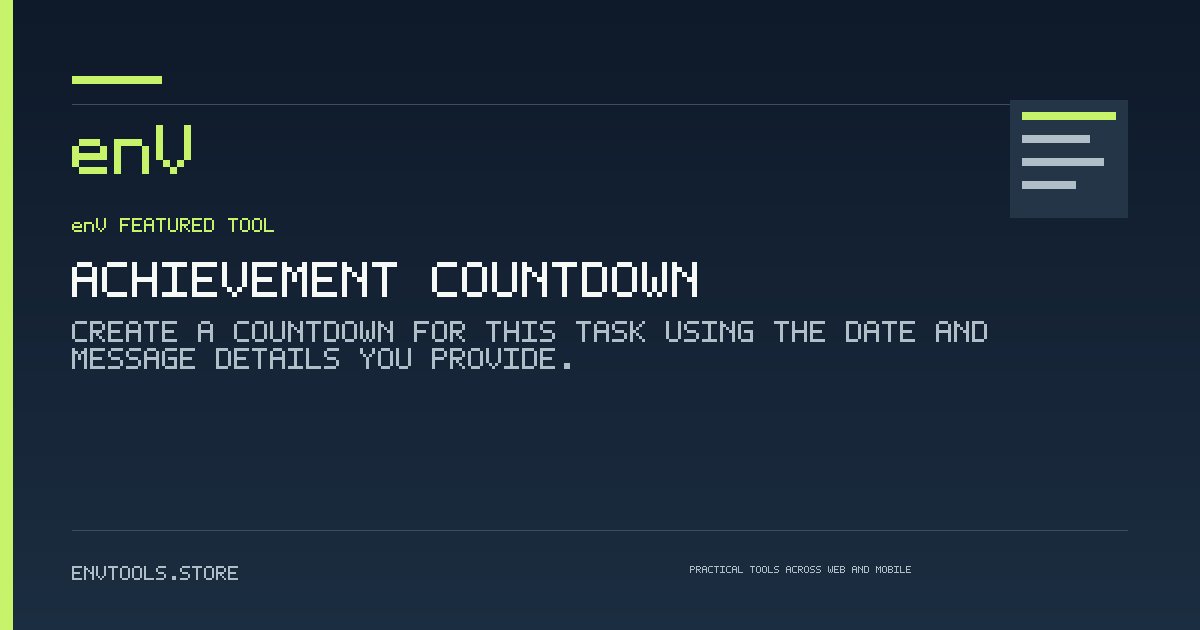 enV
enV FEATURED TOOL
ACHIEVEMENT COUNTDOWN
CREATE A COUNTDOWN FOR THIS TASK USING THE DATE AND
MESSAGE DETAILS YOU PROVIDE.
ENVTOOLS.STORE
PRACTICAL TOOLS ACROSS WEB AND MOBILE